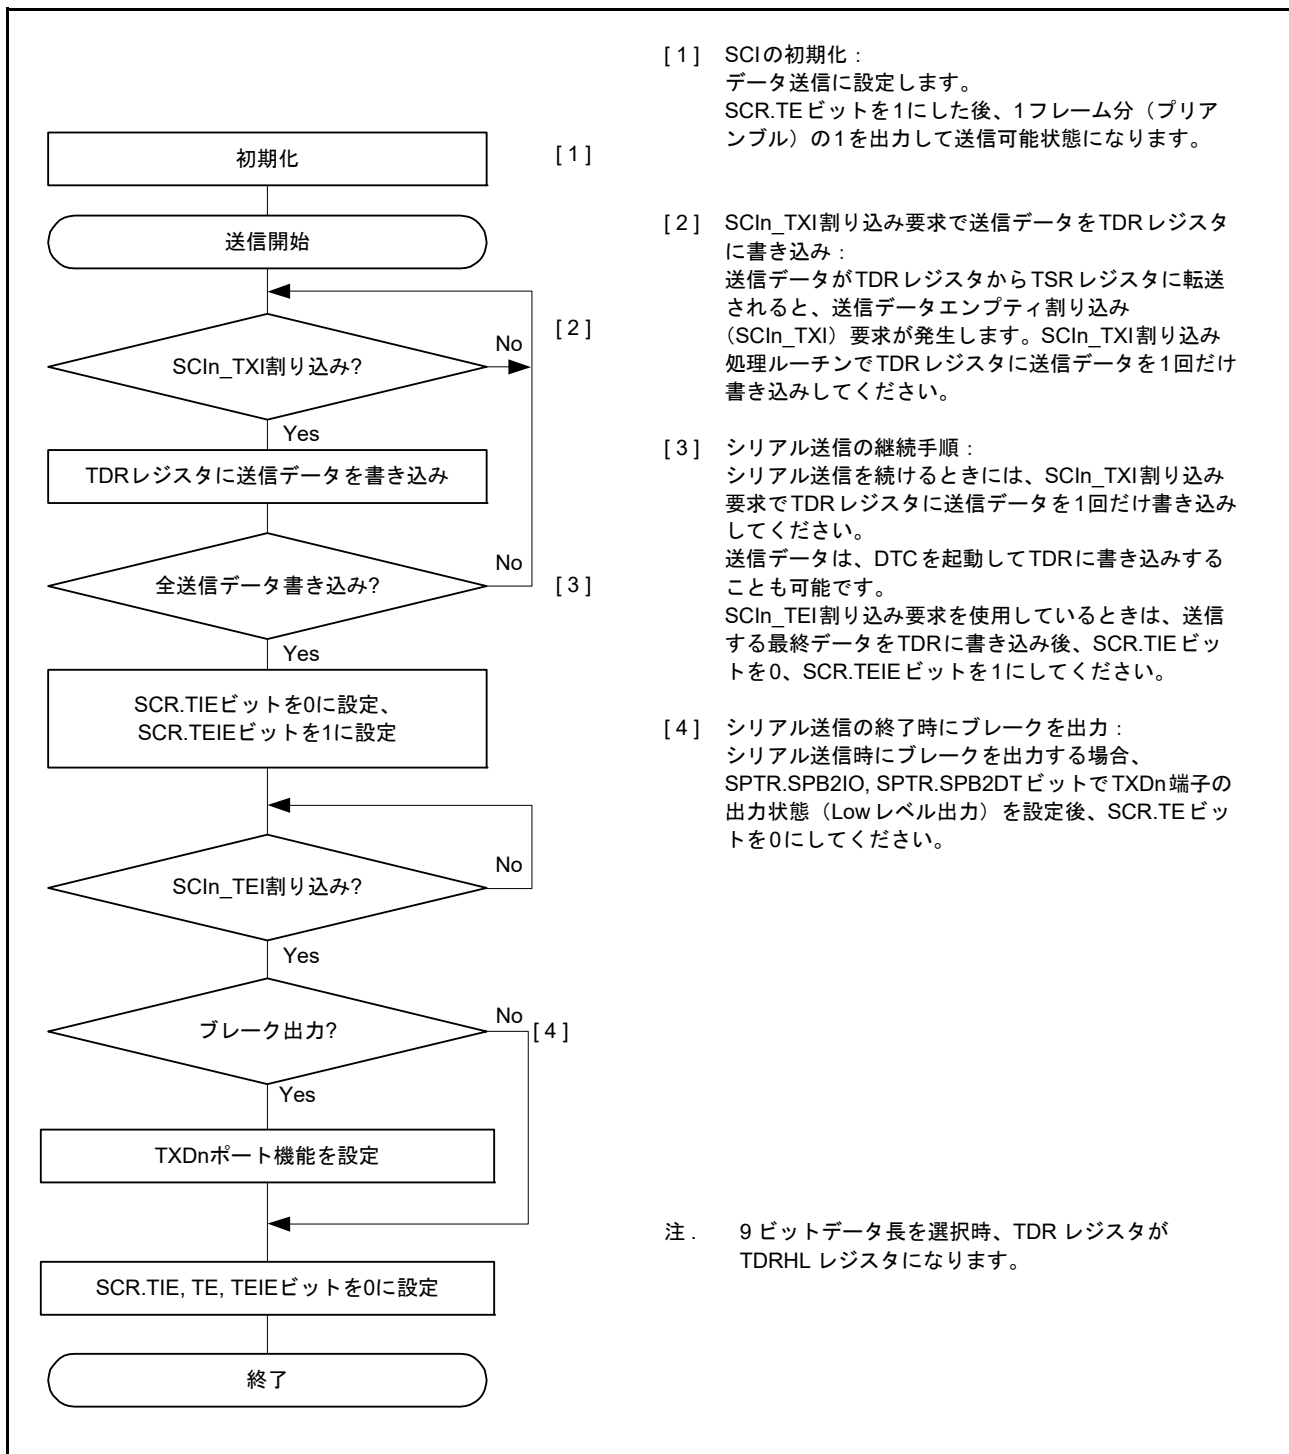 初期化
[ 1 ]
送信開始
SCIn_TXI割り込み?
No
[ 2 ]
Yes
TDRレジスタに送信データを書き込み
全送信データ書き込み?
No
[ 3 ]
Yes
SCR.TIEビットを0に設定、
SCR.TEIEビットを1に設定
SCIn_TEI割り込み?
No
Yes
ブレーク出力?
No
[ 4 ]
Yes
TXDnポート機能を設定
SCR.TIE, TE, TEIEビットを0に設定
終了
[ 1 ] SCIの初期化：
データ送信に設定します。
SCR.TEビットを1にした後、1フレーム分（プリア
ンブル）の1を出力して送信可能状態になります。
[ 2 ] SCIn_TXI割り込み要求で送信データをTDRレジスタ
に書き込み：
送信データがTDRレジスタからTSRレジスタに転送
されると、送信データエンプティ割り込み
（SCIn_TXI）要求が発生します。SCIn_TXI割り込み
処理ルーチンでTDRレジスタに送信データを1回だけ
書き込みしてください。
[ 3 ] シリアル送信の継続手順：
シリアル送信を続けるときには、SCIn_TXI割り込み
要求でTDRレジスタに送信データを1回だけ書き込み
してください。
送信データは、DTCを起動してTDRに書き込みする
ことも可能です。
SCIn_TEI割り込み要求を使用しているときは、送信
する最終データをTDRに書き込み後、SCR.TIEビッ
トを0、SCR.TEIEビットを1にしてください。
[ 4 ] シリアル送信の終了時にブレークを出力：
シリアル送信時にブレークを出力する場合、
SPTR.SPB2IO, SPTR.SPB2DTビットでTXDn端子の
出力状態（Lowレベル出力）を設定後、SCR.TEビッ
トを0にしてください。
注． 9 ビットデータ長を選択時、TDR レジスタが
TDRHL レジスタになります。